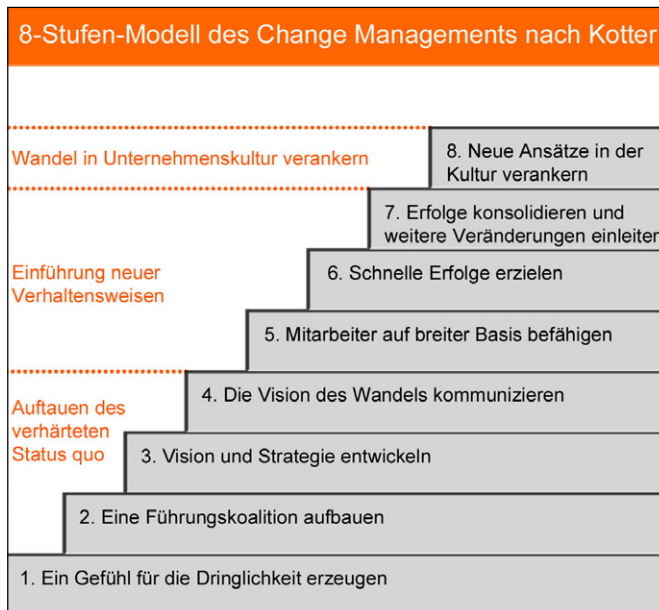 8-Stufen-Modell des Change Managements nach Kotter
Wandel in Unternehmenskultur verankern
8. Neue Ansätze in der
Kultur verankern
7. Erfolge konsolidieren und
weitere Veränderungen einleiten
Einführung neuer
Verhaltensweisen
6. Schnelle Erfolge erzielen
5. Mitarbeiter auf breiter Basis befähigen
Auftauen des
verhärteten
Status quo
4. Die Vision des Wandels kommunizieren
3. Vision und Strategie entwickeln
2. Eine Führungskoalition aufbauen
1. Ein Gefühl für die Dringlichkeit erzeugen